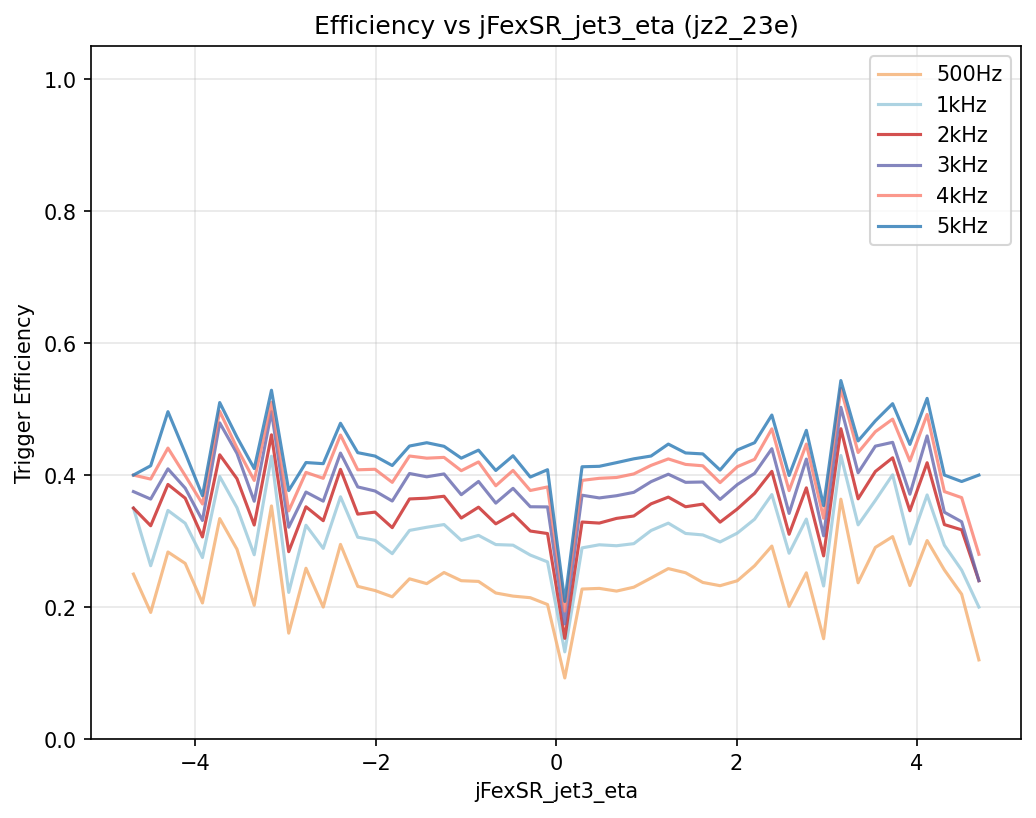 Efficiency vs jFexSR_jet3_eta (jz2_23e)
1.0
0.8
0.6
0.4
0.2
0.0
Trigger Efficiency
500Hz
1kHz
2kHz
3kHz
4kHz
5kHz
−4
−2
0
2
4
jFexSR_jet3_eta